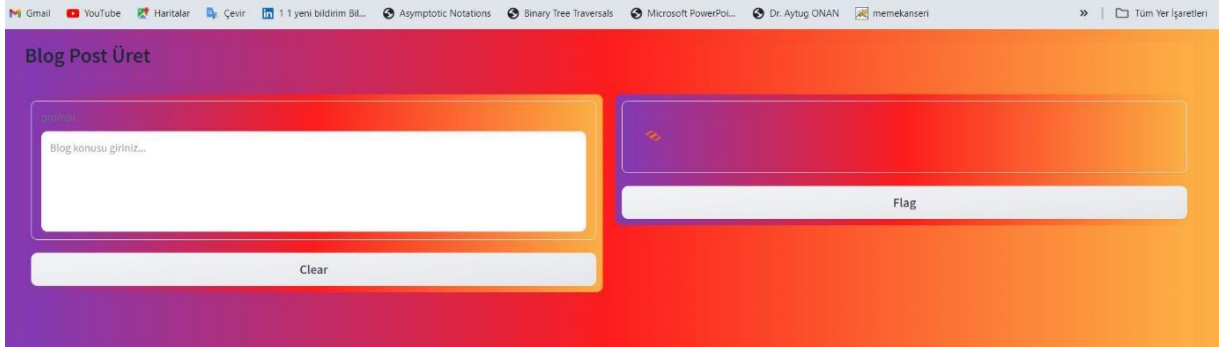 Gmail
YouTube
Haritalar
Çevir
1 1 yeni bildirim Bil...
Asymptotic Notations
Binary Tree Traversals
Microsoft PowerPoi...
Dr. Aytug ONAN
memekanseri
»
Tüm Yer İşaretleri
Blog Post Üret
prompt
Blog konusu giriniz...
Clear
Flag